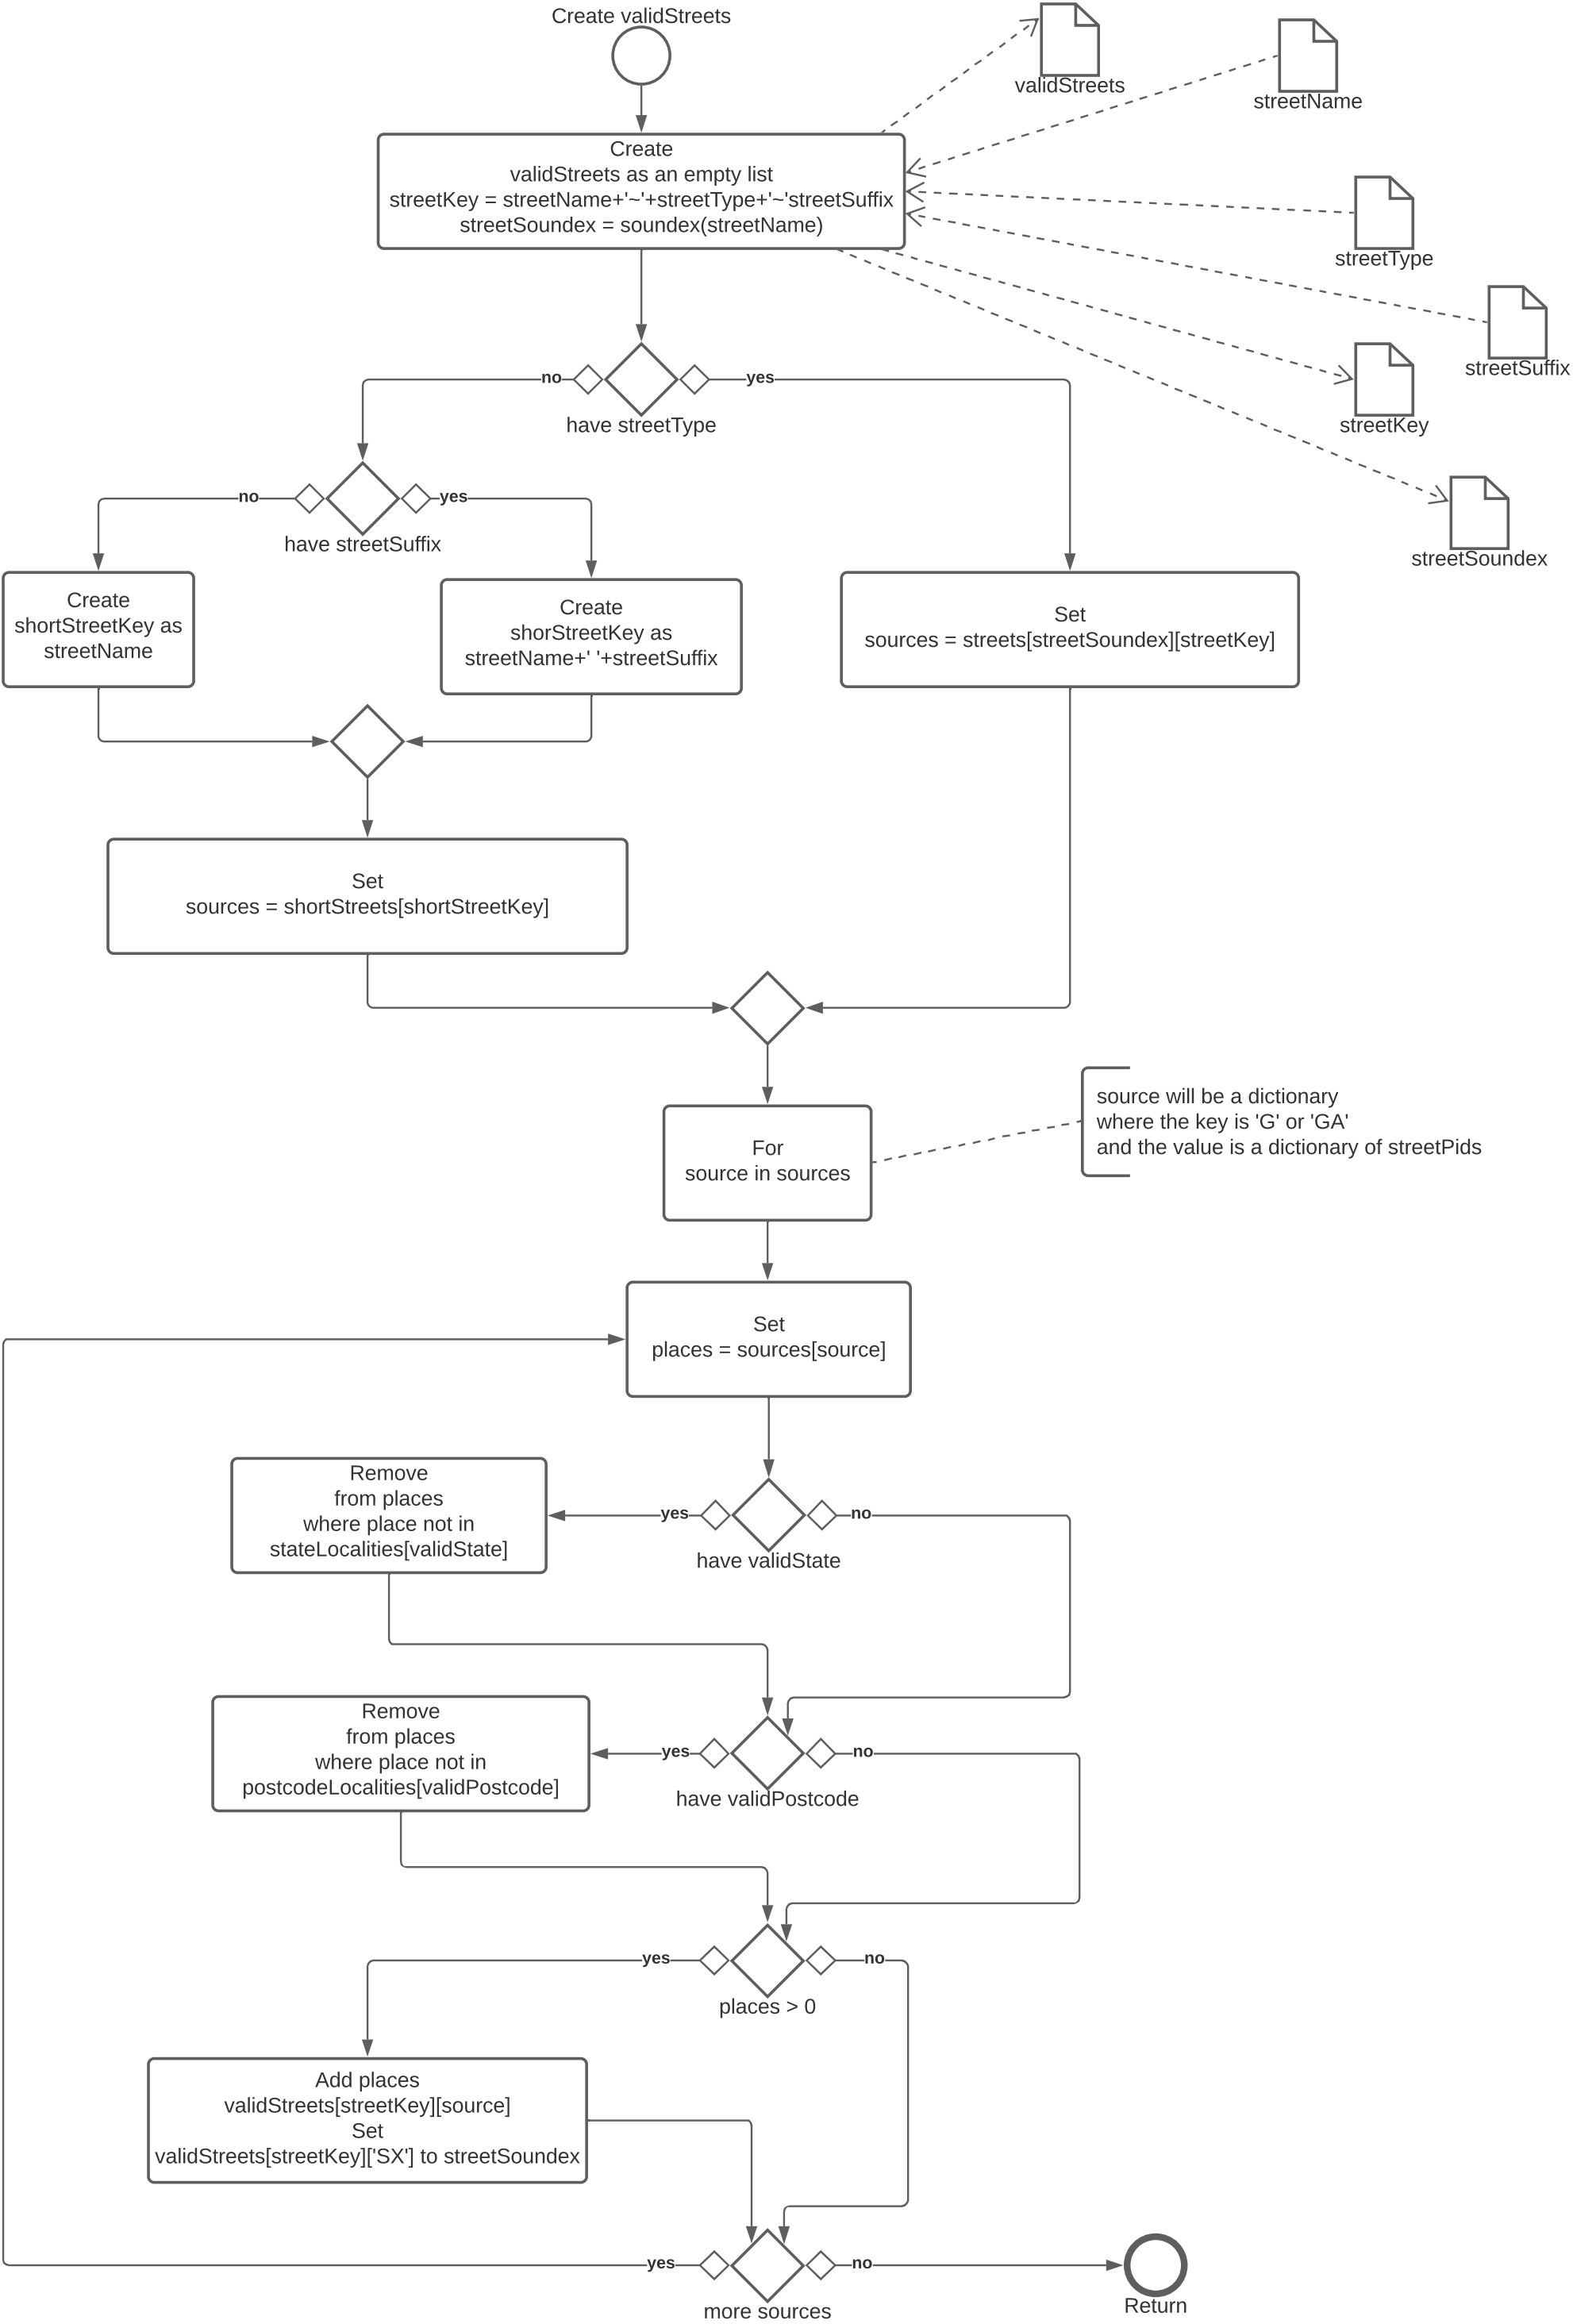 Create validStreets
validStreets
streetName
Create
validStreets as an empty list
streetKey = streetName+'~'+streetType+'~'streetSuffix
streetSoundex = soundex(streetName)
streetType
streetSuffix
streetKey
streetSoundex
no
yes
have streetType
no
yes
have streetSuffix
Create
shortStreetKey as
streetName
Create
shorStreetKey as
streetName+' '+streetSuffix
Set
sources = streets[streetSoundex][streetKey]
Set
sources = shortStreets[shortStreetKey]
For
source in sources
source will be a dictionary
where the key is 'G' or 'GA'
and the value is a dictionary of streetPids
Set
places = sources[source]
Remove
from places
where place not in
stateLocalities[validState]
yes
no
have validState
Remove
from places
where place not in
postcodeLocalities[validPostcode]
yes
no
have validPostcode
yes
no
places > 0
Add places
validStreets[streetKey][source]
Set
validStreets[streetKey]['SX'] to streetSoundex
yes
no
more sources
Return